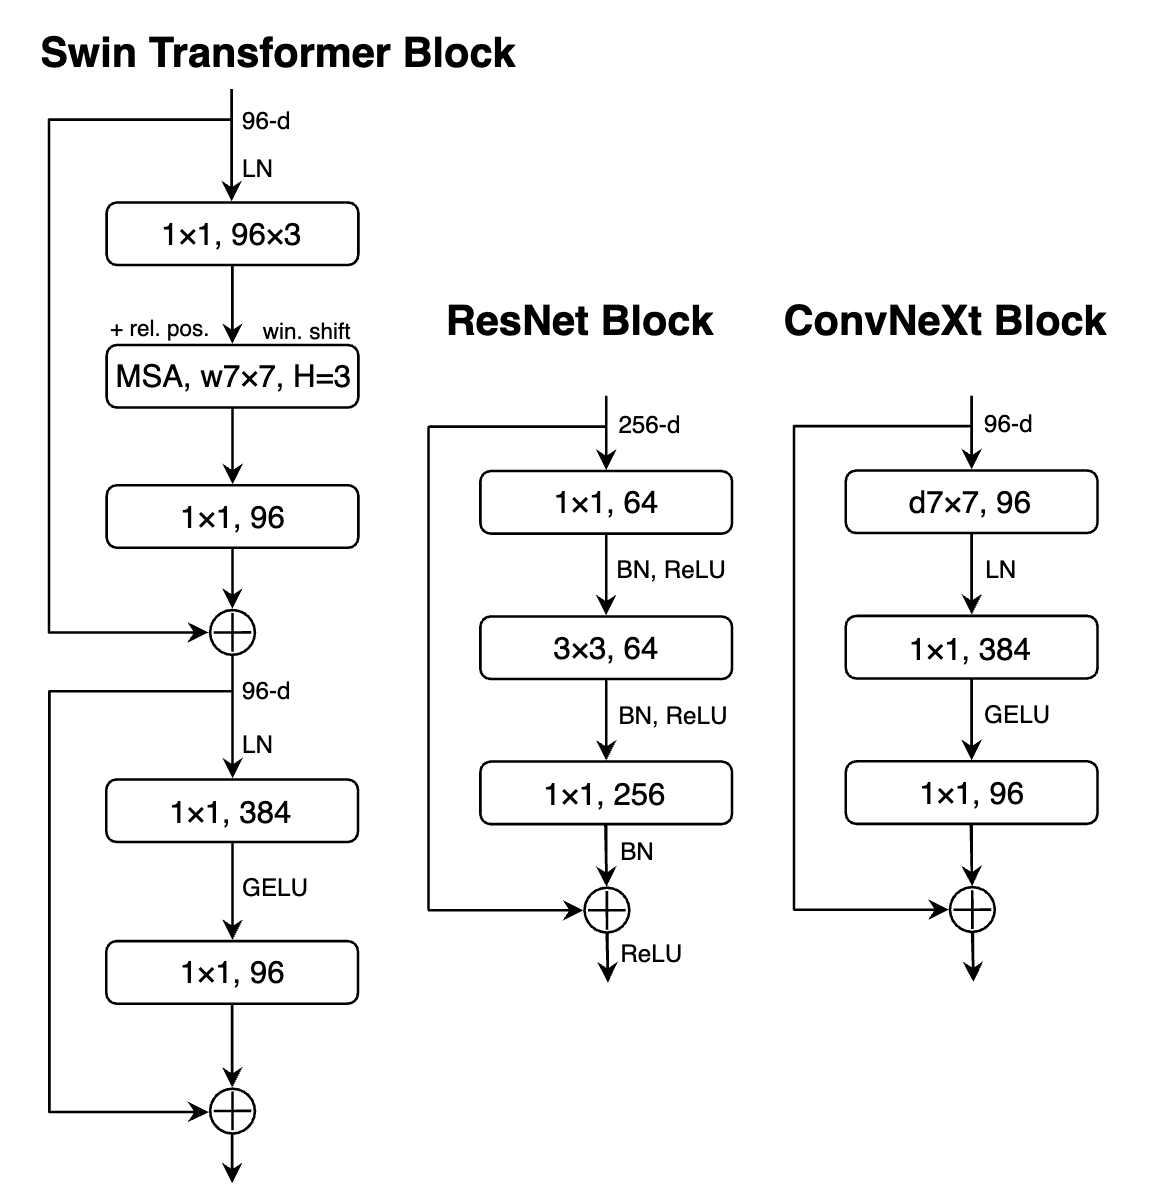 Swin Transformer Block
96-d
LN
1×1, 96×3
+ rel. pos. win. shift
MSA, w7×7, H=3
1×1, 96
96-d
LN
1×1, 384
GELU
1×1, 96
ResNet Block
256-d
1×1, 64
BN, ReLU
3×3, 64
BN, ReLU
1×1, 256
BN
ReLU
ConvNeXt Block
96-d
d7×7, 96
LN
1×1, 384
GELU
1×1, 96